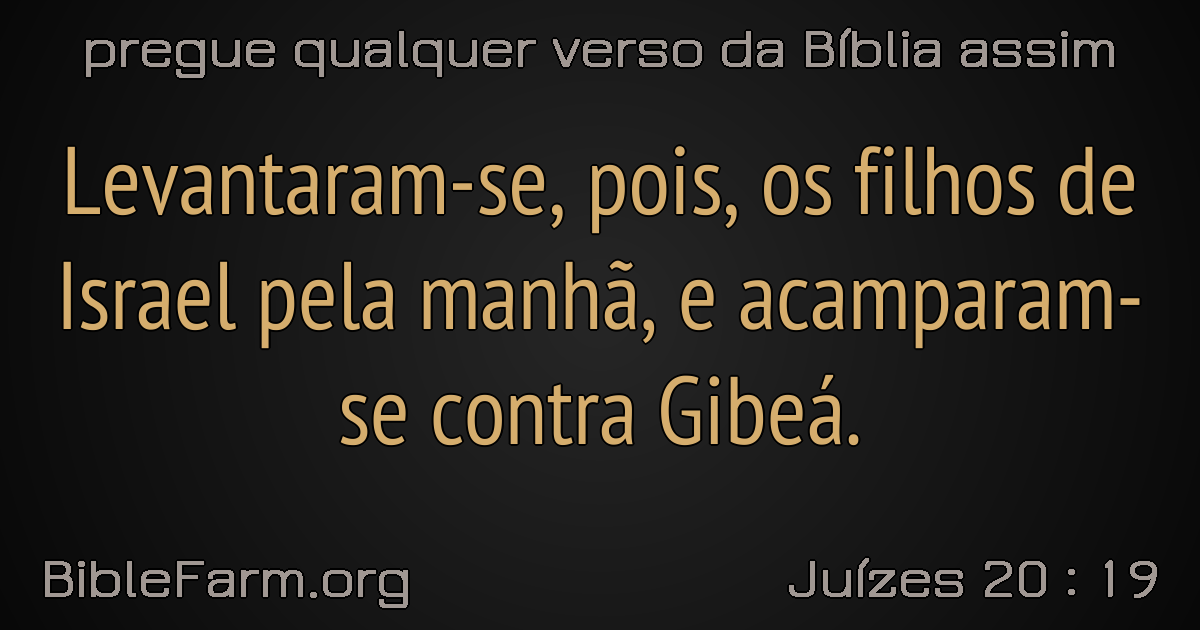 pregue qualquer verso da Bíblia assim
Levantaram-se, pois, os filhos de
Israel pela manhã, e acamparam-
se contra Gibeá.
BibleFarm.org
Juízes 20 : 19